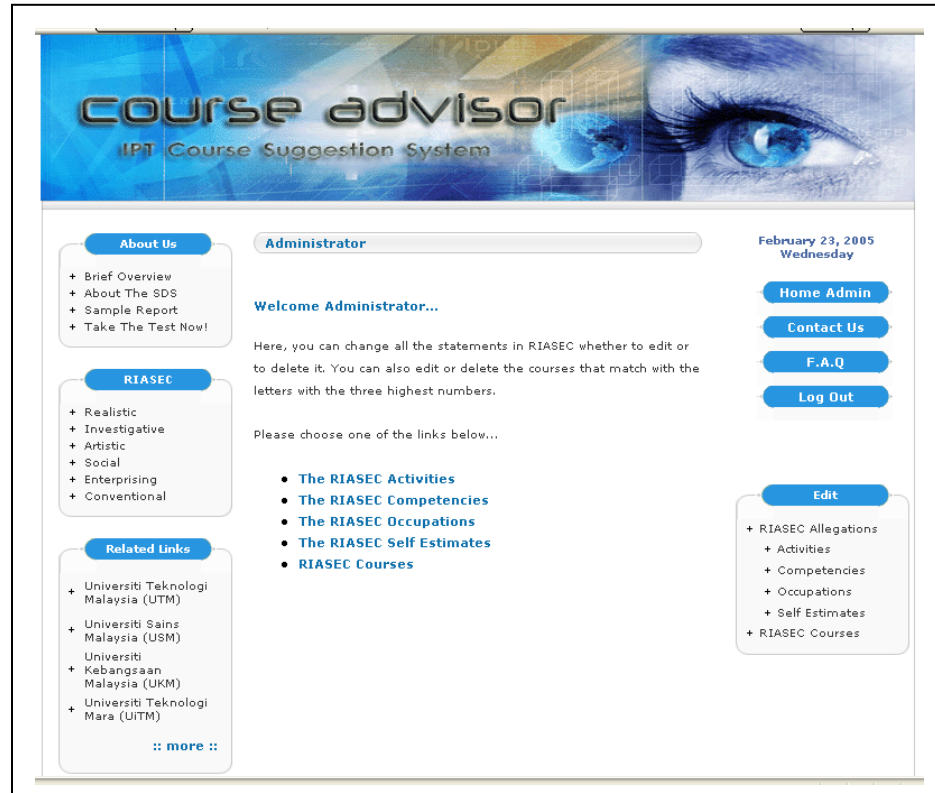 course advisor
IPT Course Suggestion System
About Us
+ Brief Overview
+ About The SDS
+ Sample Report
+ Take The Test Now!
RIASEC
+ Realistic
+ Investigative
+ Artistic
+ Social
+ Enterprising
+ Conventional
Related Links
+ Universiti Teknologi
Malaysia (UTM)
+ Universiti Sains
Malaysia (USM)
Universiti
+ Kebangsaan
Malaysia (UKM)
+ Universiti Teknologi
Mara (UiTM)
:: more ::
Administrator
Welcome Administrator...
Here, you can change all the statements in RIASEC whether to edit or
to delete it. You can also edit or delete the courses that match with the
letters with the three highest numbers.
Please choose one of the links below...
• The RIASEC Activities
• The RIASEC Competencies
• The RIASEC Occupations
• The RIASEC Self Estimates
• RIASEC Courses
February 23, 2005
Wednesday
Home Admin
Contact Us
F.A.Q
Log Out
Edit
+ RIASEC Allegations
+ Activities
+ Competencies
+ Occupations
+ Self Estimates
+ RIASEC Courses